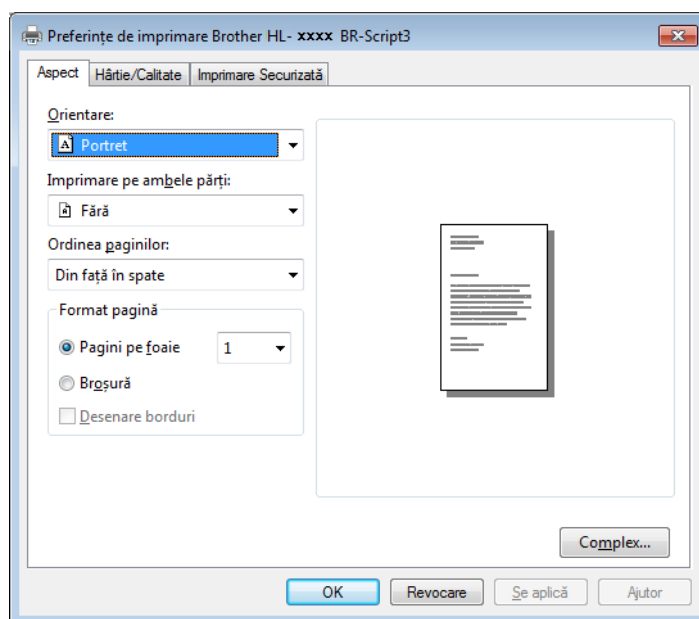 Preferințe de imprimare Brother HL- xxxx BR-Script3
Aspect Hârtie/Calitate Imprimare Securizată
Orientare:
A Portret
Imprimare pe ambele părți:
A Fără
Ordinea paginilor:
Din față în spate
Format pagină
Pagini pe foaie 1
Broșură
Desenare borduri
Complex...
OK Revocare Se aplică Ajutor